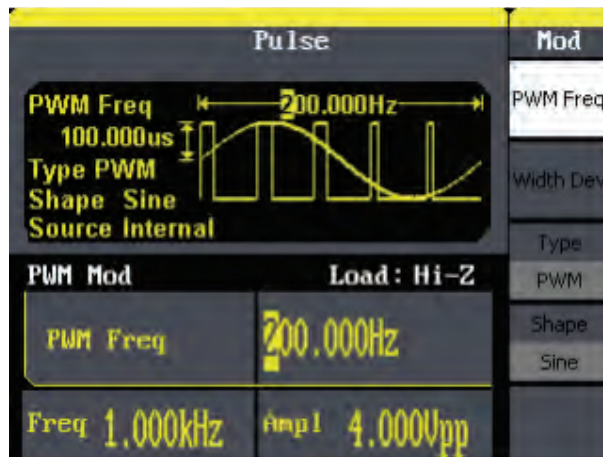 Pulse
Mod
PWM Freq
200.000Hz
100.000us
Type PWM
Shape Sine
Source Internal
PWM Freq
Width Dev
Type
PWM
Shape
Sine
PWM Mod
Load: Hi-Z
PWM Freq
200.000Hz
Freq 1.000kHz
Ampl 4.000Vpp